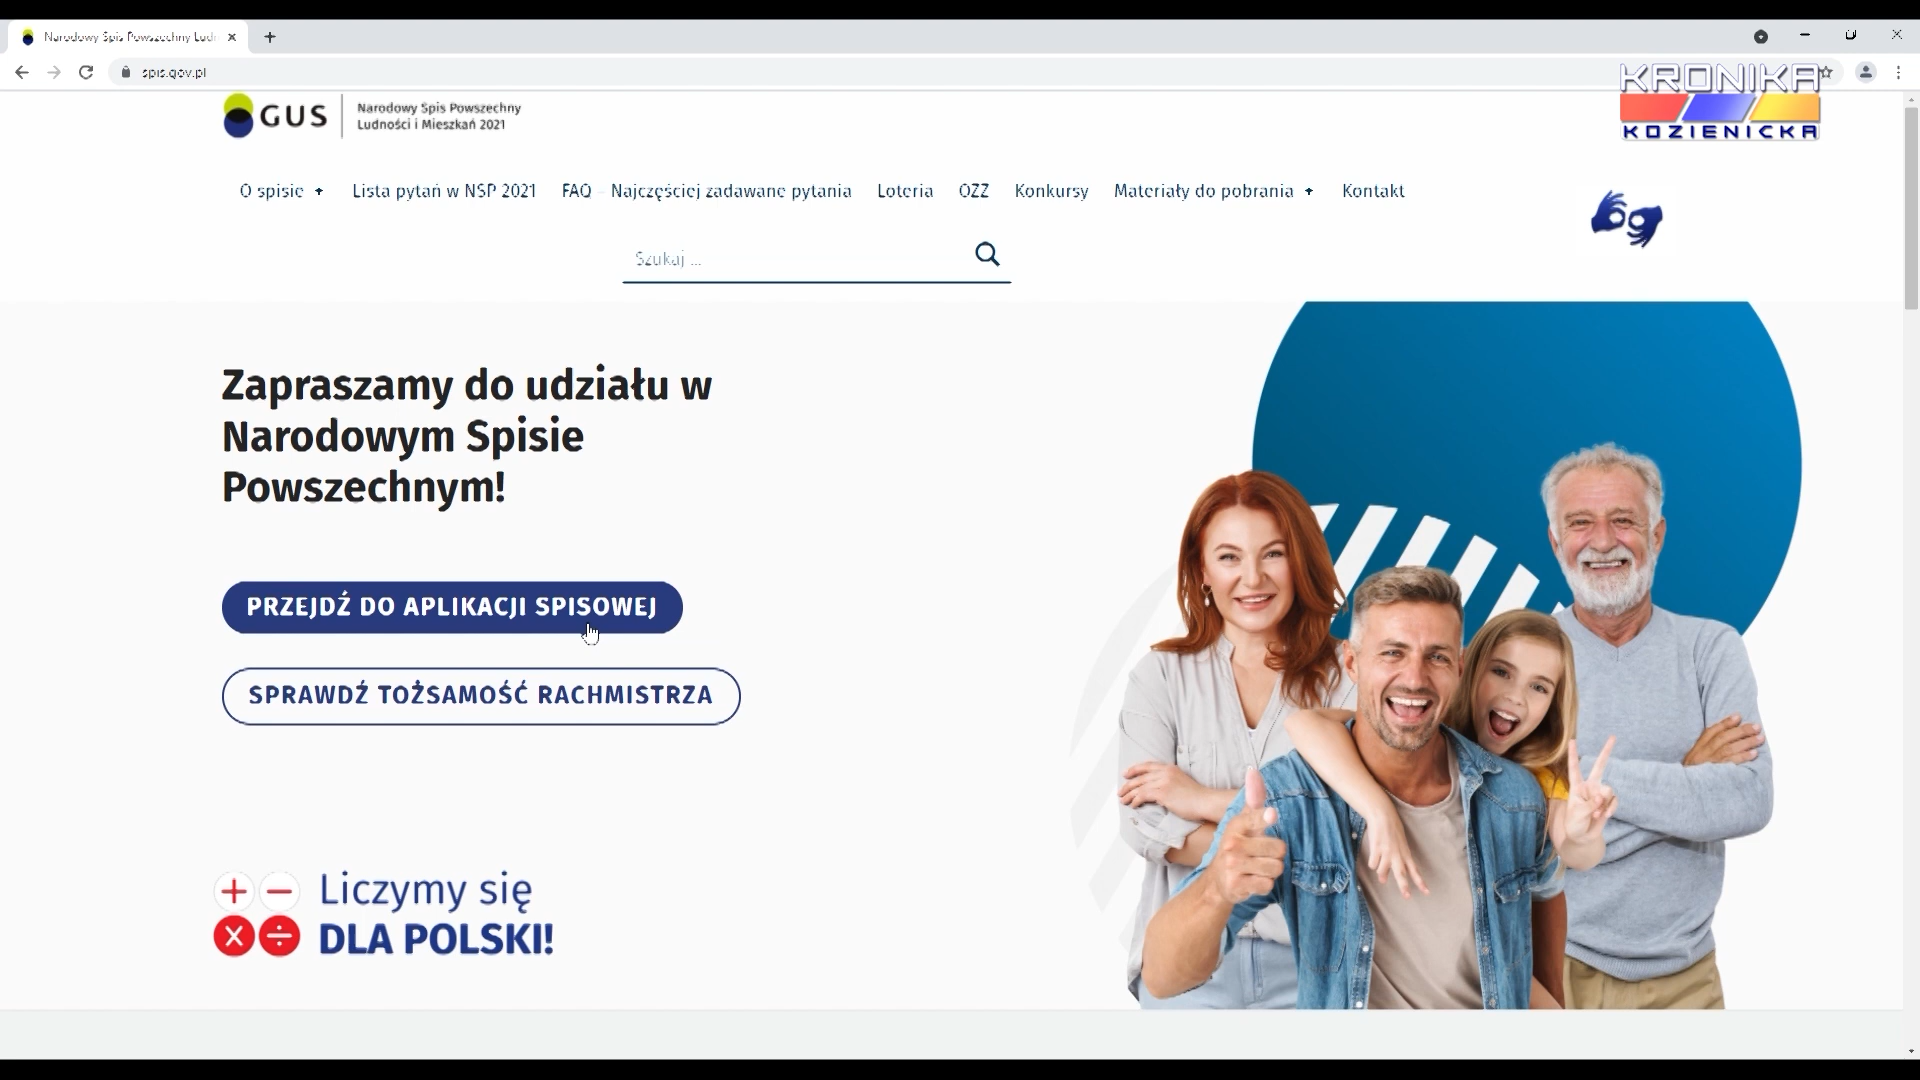 Narodowy Spis Powszechny Ludn
spis.gov.pl
KRONIKA
KOZIENICKA
GUS
Narodowy Spis Powszechny
Ludności i Mieszkań 2021
O spisie + Lista pytań w NSP 2021 FAQ – Najczęściej zadawane pytania Loteria OZZ Konkursy Materiały do pobrania + Kontakt
Szukaj ...
Zapraszamy do udziału w
Narodowym Spisie
Powszechnym!
PRZEJDŹ DO APLIKACJI SPISOWEJ
SPRAWDŹ TOŻSAMOŚĆ RACHMISTRZA
Liczymy się
DLA POLSKI!